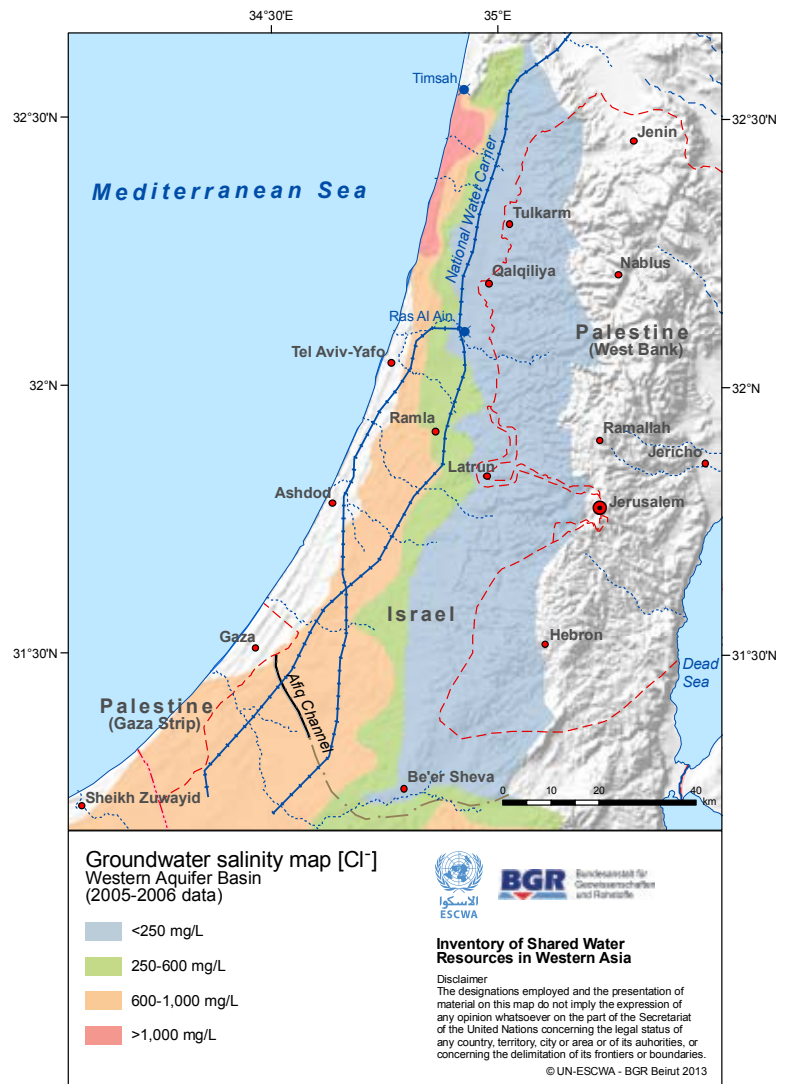 34°30'E
35°E
Timsah
32°30'N
32°30'N
Jenin
Mediterranean Sea
National Water Carrier
Tulkarm
Qalqiliya
Nablus
Ras Al Ain
Palestine
(West Bank)
Tel Aviv-Yafo
32°N
32°N
Ramla
Ramallah
Jericho
Latrun
Ashdod
Jerusalem
Israel
Gaza
Hebron
31°30'N
31°30'N
Dead
Sea
Afiq Channel
Palestine
(Gaza Strip)
Be'er Sheva
Sheikh Zuwayid
0 10 20 40
km
Groundwater salinity map [Cl⁻]
Western Aquifer Basin
(2005-2006 data)
<250 mg/L
250-600 mg/L
600-1,000 mg/L
>1,000 mg/L
الاسكوا
ESCWA
BGR
Bundesanstalt für
Geowissenschaften
und Rohstoffe
Inventory of Shared Water
Resources in Western Asia
Disclaimer
The designations employed and the presentation of
material on this map do not imply the expression of
any opinion whatsoever on the part of the Secretariat
of the United Nations concerning the legal status of
any country, territory, city or area or of its auhorities, or
concerning the delimitation of its frontiers or boundaries.
© UN-ESCWA - BGR Beirut 2013